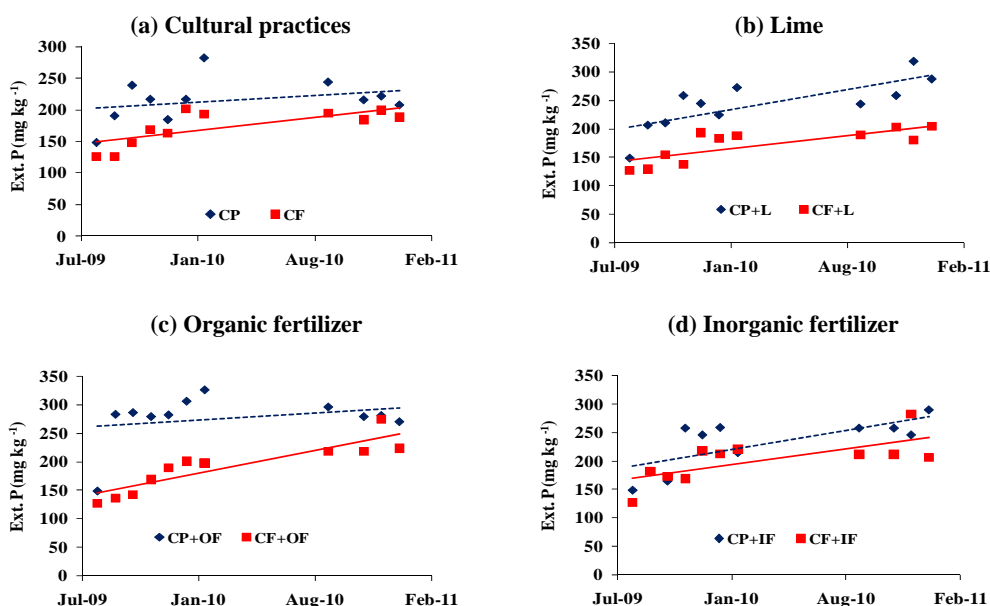 (a) Cultural practices
(b) Lime
300
250
200
150
100
50
0
Ext. P (mg kg -1)
CP
CF
Jul-09
Jan-10
Aug-10
Feb-11
350
300
250
200
150
100
50
0
Ext. P (mg kg -1)
CP+L
CF+L
Jul-09
Jan-10
Aug-10
Feb-11
(c) Organic fertilizer
(d) Inorganic fertilizer
350
300
250
200
150
100
50
0
Ext. P (mg kg -1)
CP+OF
CF+OF
Jul-09
Jan-10
Aug-10
Feb-11
350
300
250
200
150
100
50
0
Ext. P (mg kg -1)
CP+IF
CF+IF
Jul-09
Jan-10
Aug-10
Feb-11